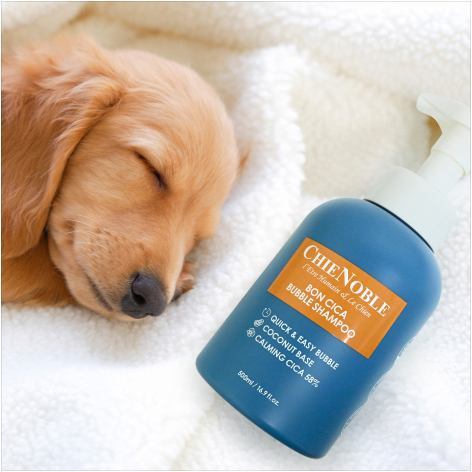 CHIENOBLE
l'Eau Humain & Le Chien
BON CICA
BUBBLE SHAMPOO
QUICK & EASY BUBBLE
COCONUT BASE
CALMING CICA 58%
500ml / 16.9 fl.oz.